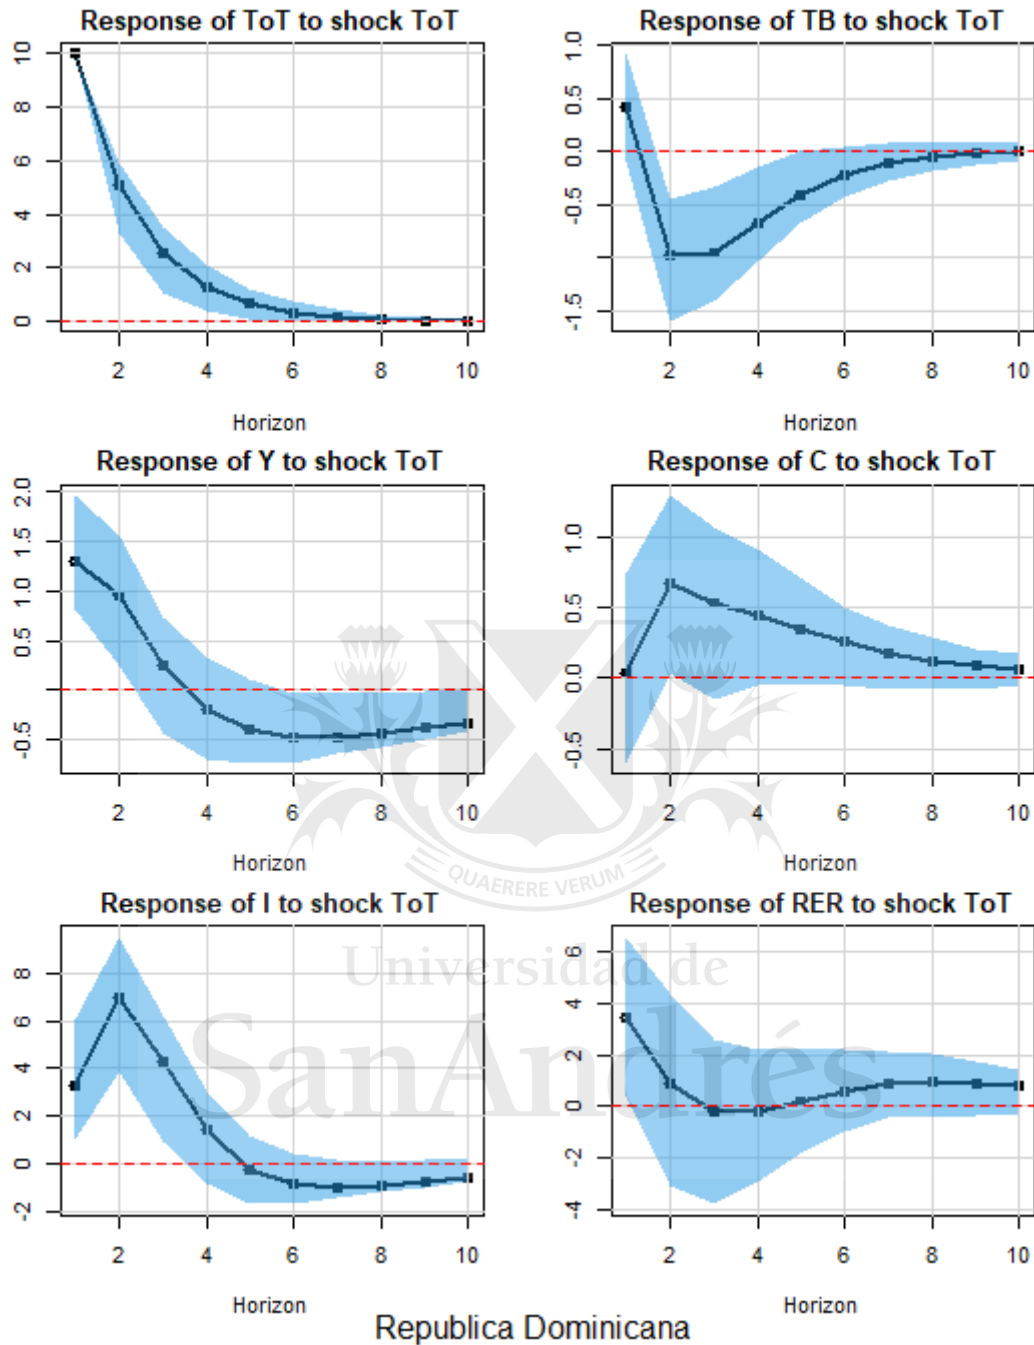 Response of ToT to shock ToT
10
8
6
4
2
0
2 4 6 8 10
Horizon
Response of TB to shock ToT
1.0
0.5
0.0
-0.5
-1.5
2 4 6 8 10
Horizon
Response of Y to shock ToT
2.0
1.5
1.0
0.5
-0.5
2 4 6 8 10
Horizon
Response of C to shock ToT
1.0
0.5
0.0
-0.5
2 4 6 8 10
Horizon
QUAERERE VERUM
Response of I to shock ToT
8
6
4
2
0
-2
2 4 6 8 10
Horizon
Response of RER to shock ToT
6
4
2
0
-2
-4
2 4 6 8 10
Horizon
Universidad de
SanAndrés
Republica Dominicana